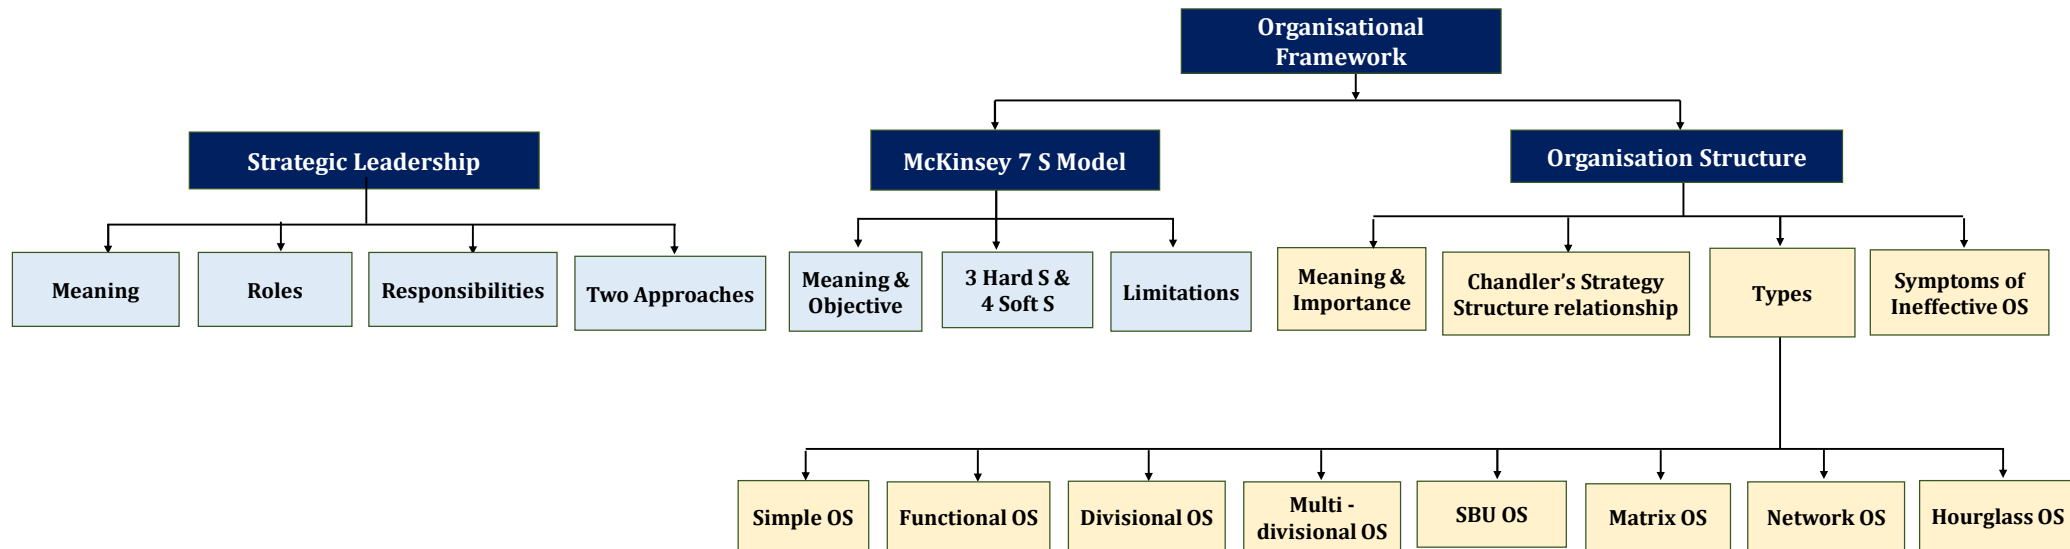 Organisational
Framework
Strategic Leadership
McKinsey 7 S Model
Organisation Structure
Meaning
Roles
Responsibilities
Two Approaches
Meaning &
Objective
3 Hard S &
4 Soft S
Limitations
Meaning &
Importance
Chandler’s Strategy
Structure relationship
Types
Symptoms of
Ineffective OS
Simple OS
Functional OS
Divisional OS
Multi -
divisional OS
SBU OS
Matrix OS
Network OS
Hourglass OS